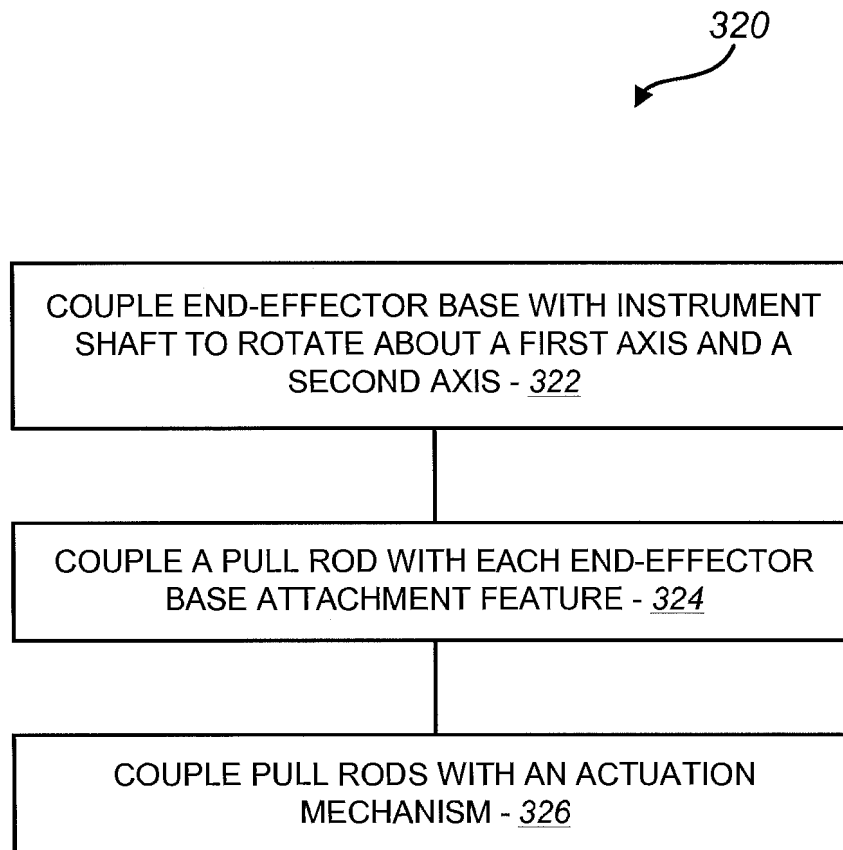 320
COUPLE END-EFFECTOR BASE WITH INSTRUMENT
SHAFT TO ROTATE ABOUT A FIRST AXIS AND A
SECOND AXIS - 322
COUPLE A PULL ROD WITH EACH END-EFFECTOR
BASE ATTACHMENT FEATURE - 324
COUPLE PULL RODS WITH AN ACTUATION
MECHANISM - 326